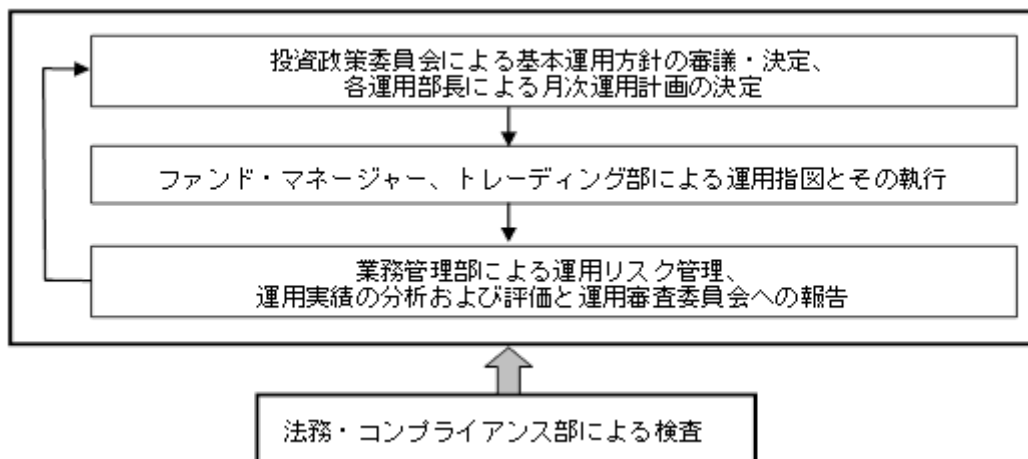 投資政策委員会による基本運用方針の審議・決定、
各運用部長による月次運用計画の決定
ファンド・マネージャー、トレーディング部による運用指図とその執行
業務管理部による運用リスク管理、
運用実績の分析および評価と運用審査委員会への報告
法務・コンプライアンス部による検査